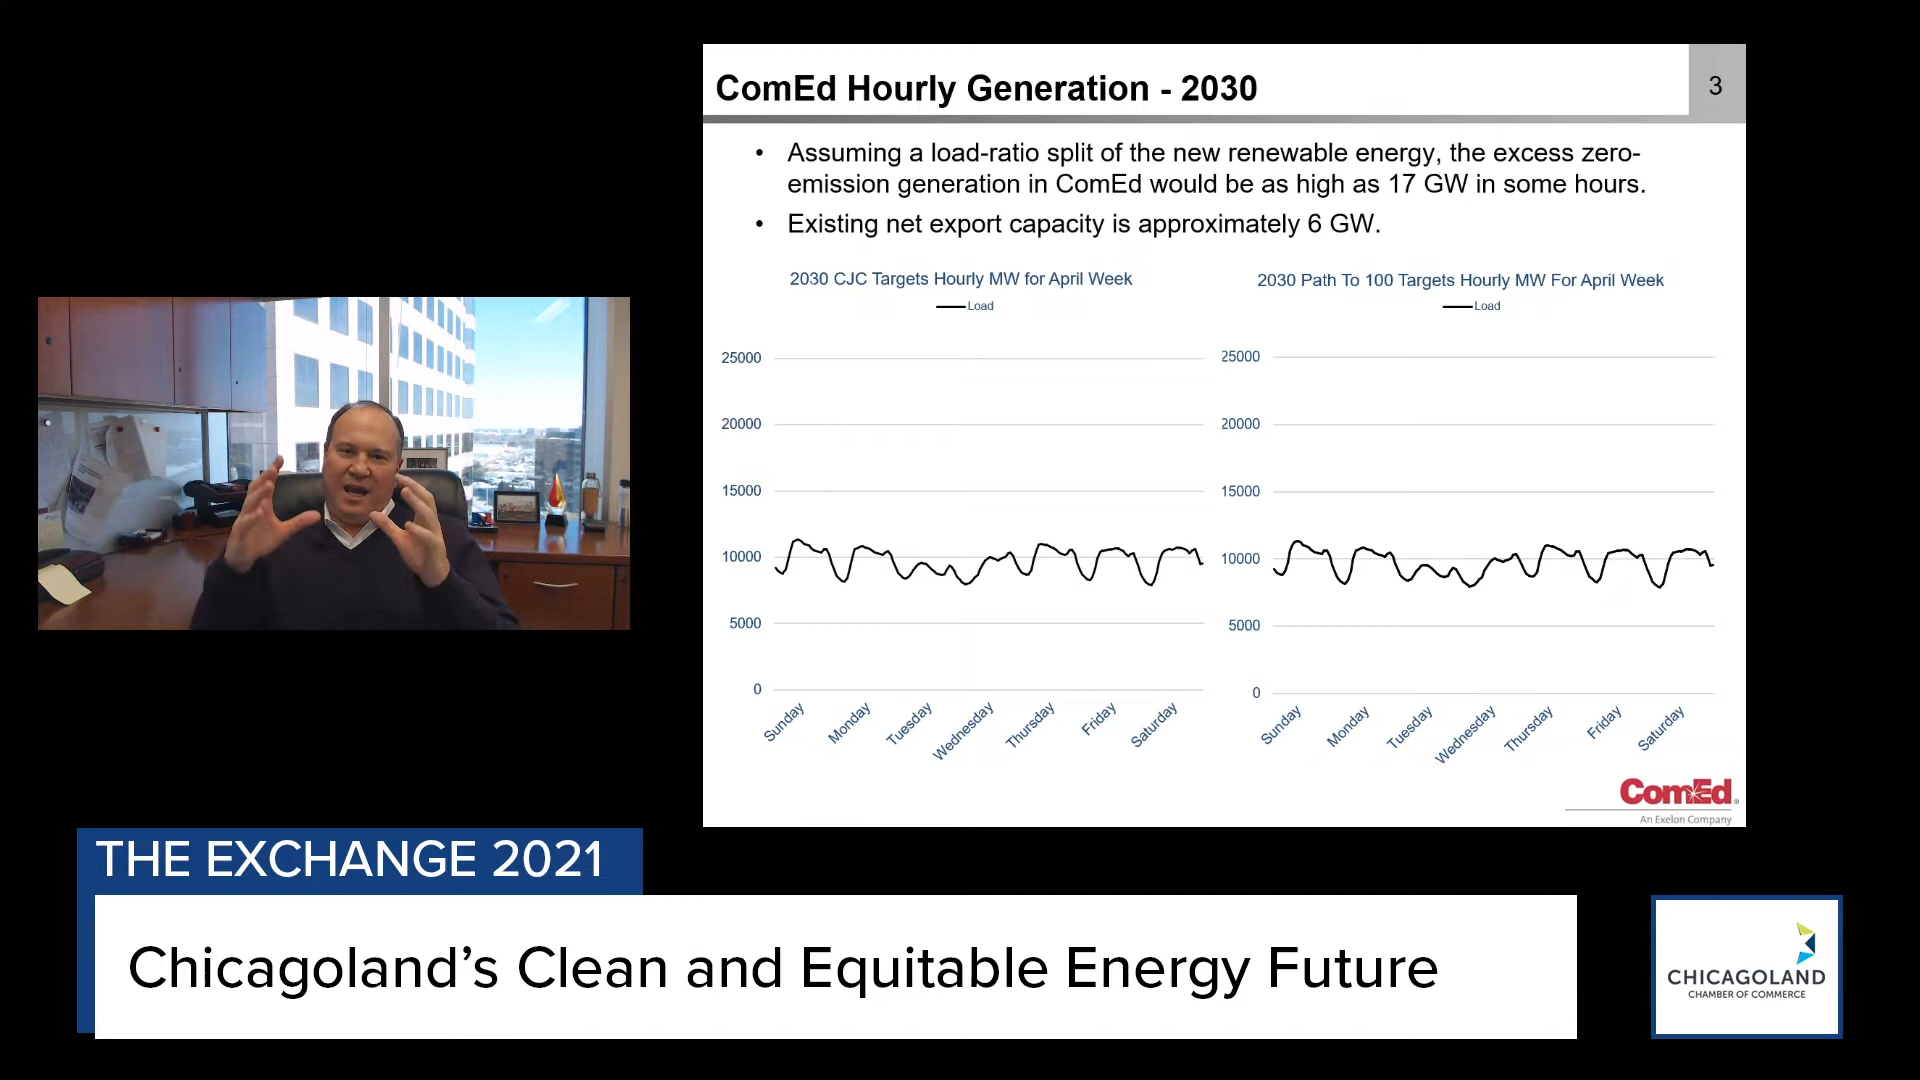 ComEd Hourly Generation - 2030
3
• Assuming a load-ratio split of the new renewable energy, the excess zero-
emission generation in ComEd would be as high as 17 GW in some hours.
• Existing net export capacity is approximately 6 GW.
2030 CJC Targets Hourly MW for April Week
Load
25000
20000
15000
10000
5000
0
Sunday
Monday
Tuesday
Wednesday
Thursday
Friday
Saturday
2030 Path To 100 Targets Hourly MW For April Week
Load
25000
20000
15000
10000
5000
0
Sunday
Monday
Tuesday
Wednesday
Thursday
Friday
Saturday
ComEd®
An Exelon Company
THE EXCHANGE 2021
Chicagoland’s Clean and Equitable Energy Future
CHICAGOLAND
CHAMBER OF COMMERCE